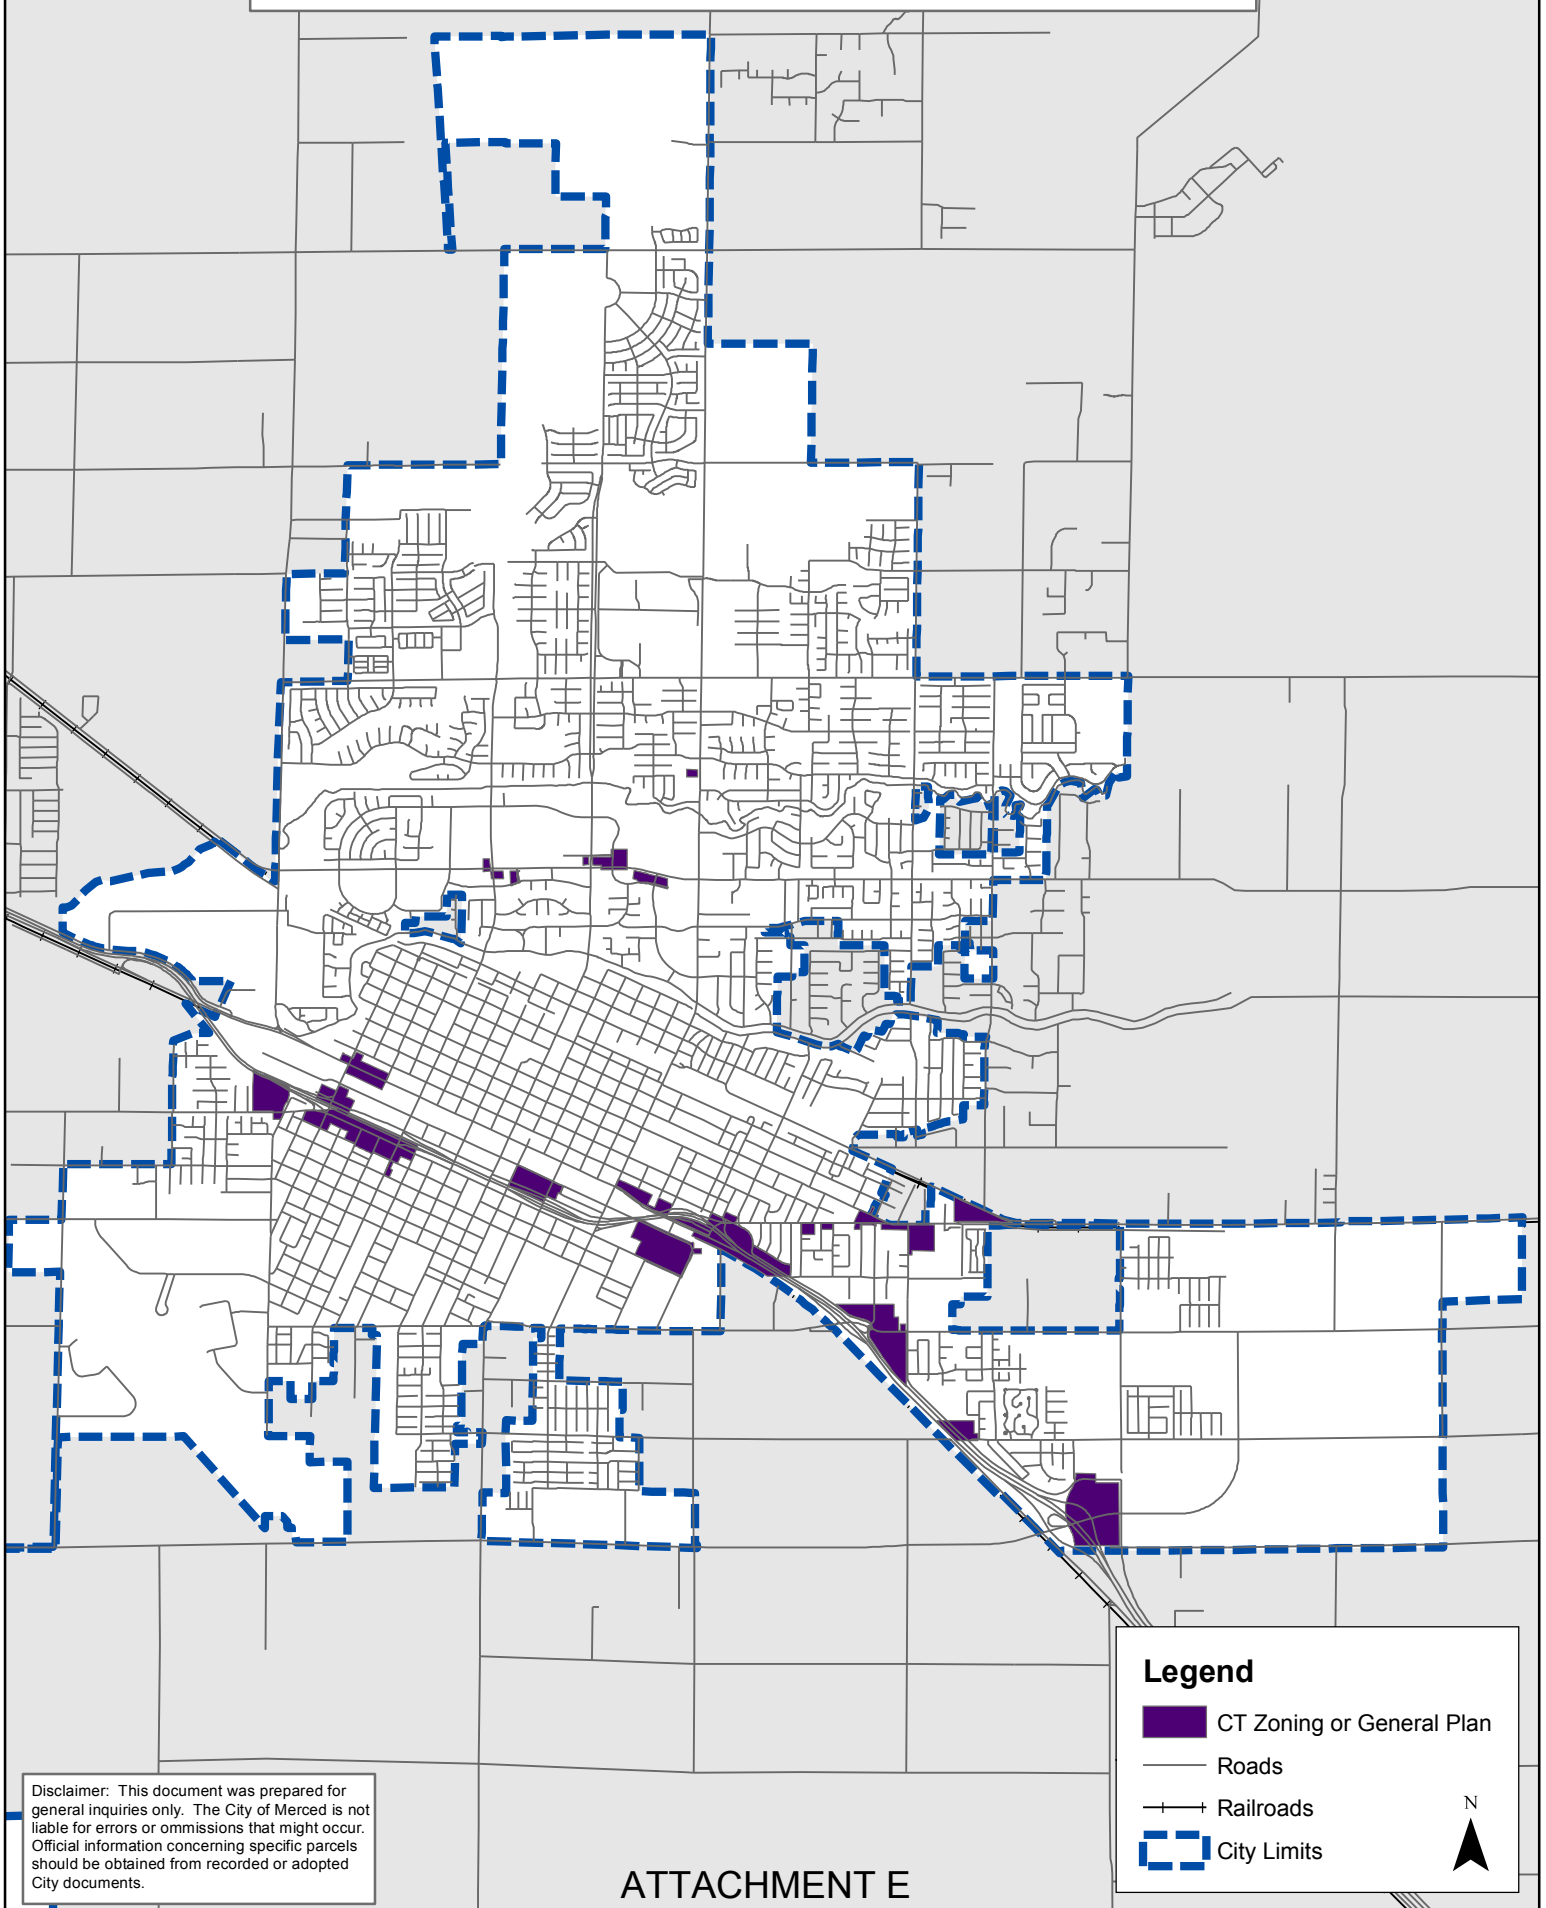 Legend
CT Zoning or General Plan
Roads
Railroads
City Limits
N
Disclaimer: This document was prepared for
general inquiries only. The City of Merced is not
liable for errors or ommissions that might occur.
Official information concerning specific parcels
should be obtained from recorded or adopted
City documents.
ATTACHMENT E